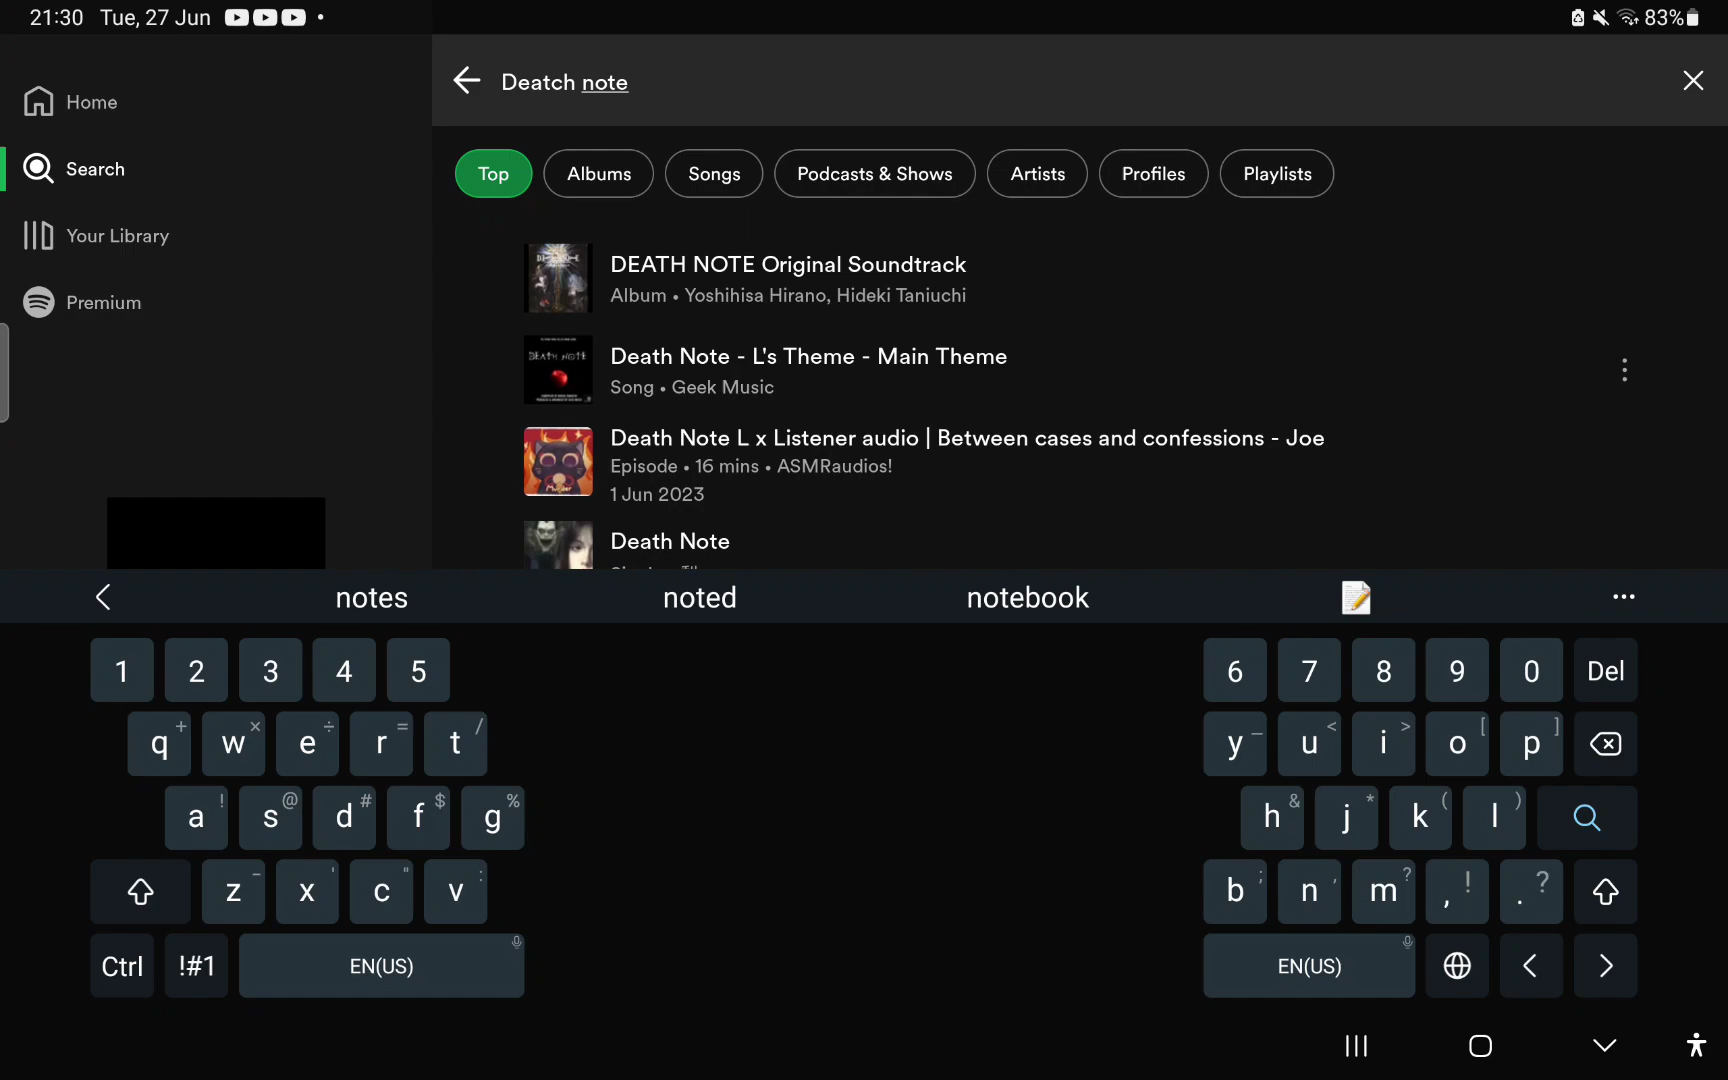 21:30 Tue, 27 Jun
83%
Deatch note
Home
Search
Your Library
Premium
Top
Albums
Songs
Podcasts & Shows
Artists
Profiles
Playlists
DEATH NOTE Original Soundtrack
Album • Yoshihisa Hirano, Hideki Taniuchi
DEATH NOTE
Death Note - L's Theme - Main Theme
Song • Geek Music
Death Note L x Listener audio | Between cases and confessions - Joe
Episode • 16 mins • ASMRaudios!
1 Jun 2023
Death Note
notes noted notebook
1 2 3 4 5 6 7 8 9 0 Del
q + w × e ÷ r = t / y _ u < i > o [ p ]
a ! s @ d # f $ g % h & j * k ( l )
z - x ' c " v : b ; n , m ? , ! . ?
Ctrl !#1 EN(US) EN(US) < >